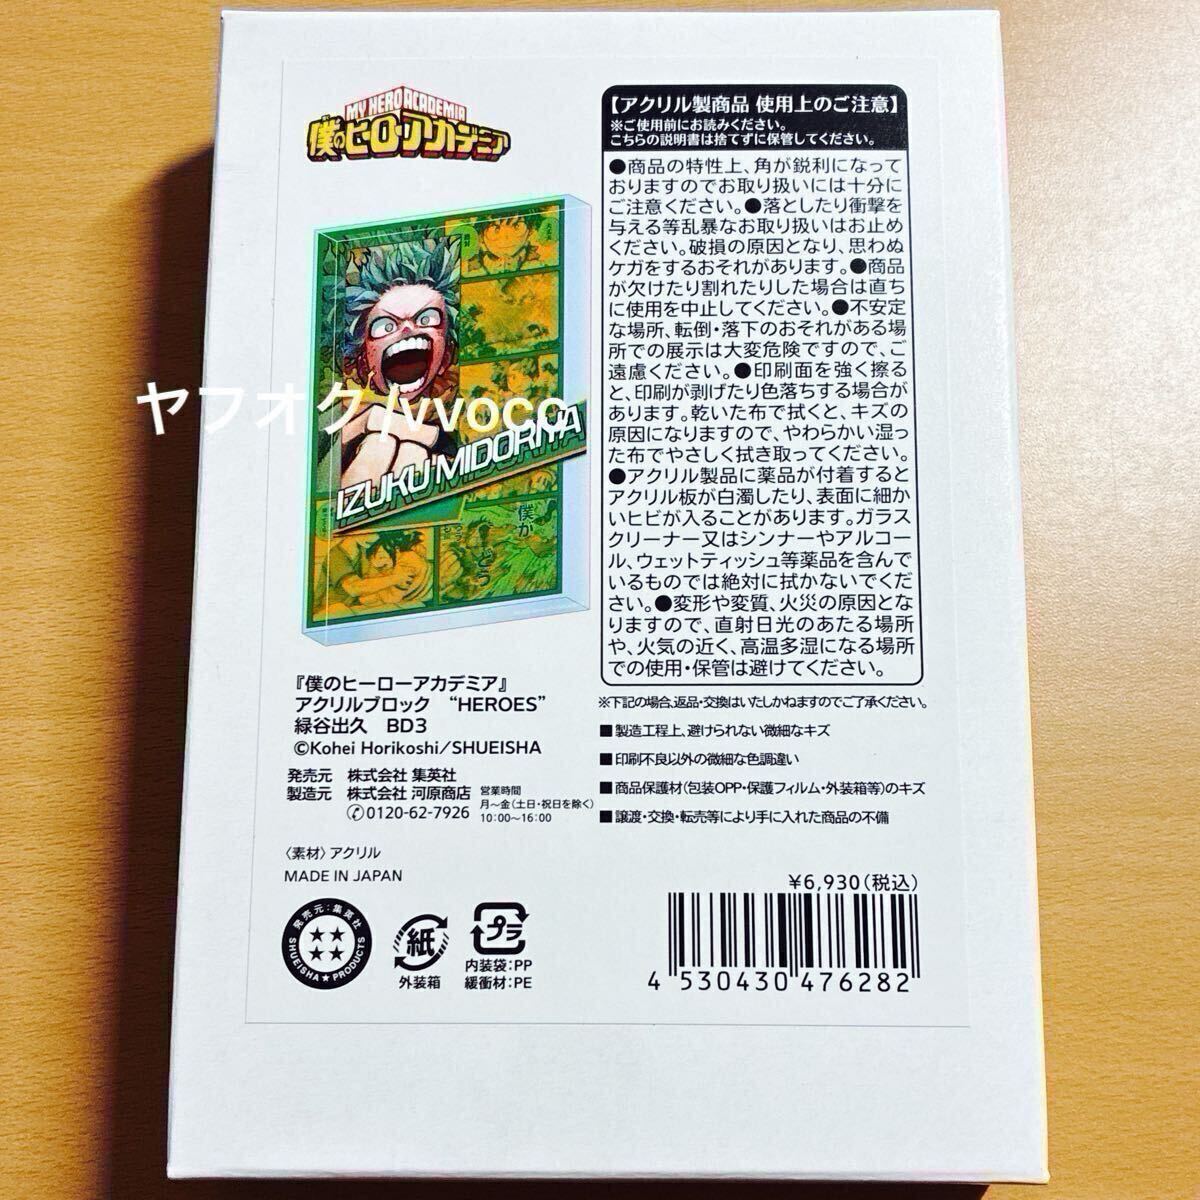 MY HERO ACADEMIA
僕のヒーローアカデミア
絶対
大丈夫
IZUKU MIDORIYA
僕が
どう
ヤフオク/vvocc
『僕のヒーローアカデミア』
アクリルブロック “HEROES”
緑谷出久 BD3
©Kohei Horikoshi/SHUEISHA
発売元 株式会社 集英社
製造元 株式会社 河原商店
✆0120-62-7926
営業時間
月〜金(土日・祝日を除く)
10:00〜16:00
〈素材〉アクリル
MADE IN JAPAN
発売元:集英社
SHUEISHA★PRODUCTS
紙
外装箱
プラ
内装袋:PP
緩衝材:PE
【アクリル製商品 使用上のご注意】
※ご使用前にお読みください。
こちらの説明書は捨てずに保管してください。
●商品の特性上、角が鋭利になって
おりますのでお取り扱いには十分に
ご注意ください。●落としたり衝撃を
与える等乱暴なお取り扱いはお止め
ください。破損の原因となり、思わぬ
ケガをするおそれがあります。●商品
が欠けたり割れたりした場合は直ち
に使用を中止してください。●不安定
な場所、転倒・落下のおそれがある場
所での展示は大変危険ですので、ご
遠慮ください。●印刷面を強く擦る
と、印刷が剥げたり色落ちする場合が
あります。乾いた布で拭くと、キズの
原因になりますので、やわらかい湿っ
た布でやさしく拭き取ってください。
●アクリル製品に薬品が付着すると
アクリル板が白濁したり、表面に細か
いヒビが入ることがあります。ガラス
クリーナー又はシンナーやアルコー
ル、ウェットティッシュ等薬品を含んで
いるものでは絶対に拭かないでくだ
さい。●変形や変質、火災の原因とな
りますので、直射日光のあたる場所
や、火気の近く、高温多湿になる場所
での使用・保管は避けてください。
※下記の場合、返品・交換はいたしかねますのでご了承ください。
■製造工程上、避けられない微細なキズ
■印刷不良以外の微細な色調違い
■商品保護材(包装OPP・保護フィルム・外装箱等)のキズ
■譲渡・交換・転売等により手に入れた商品の不備
¥6,930(税込)
4 530430 476282